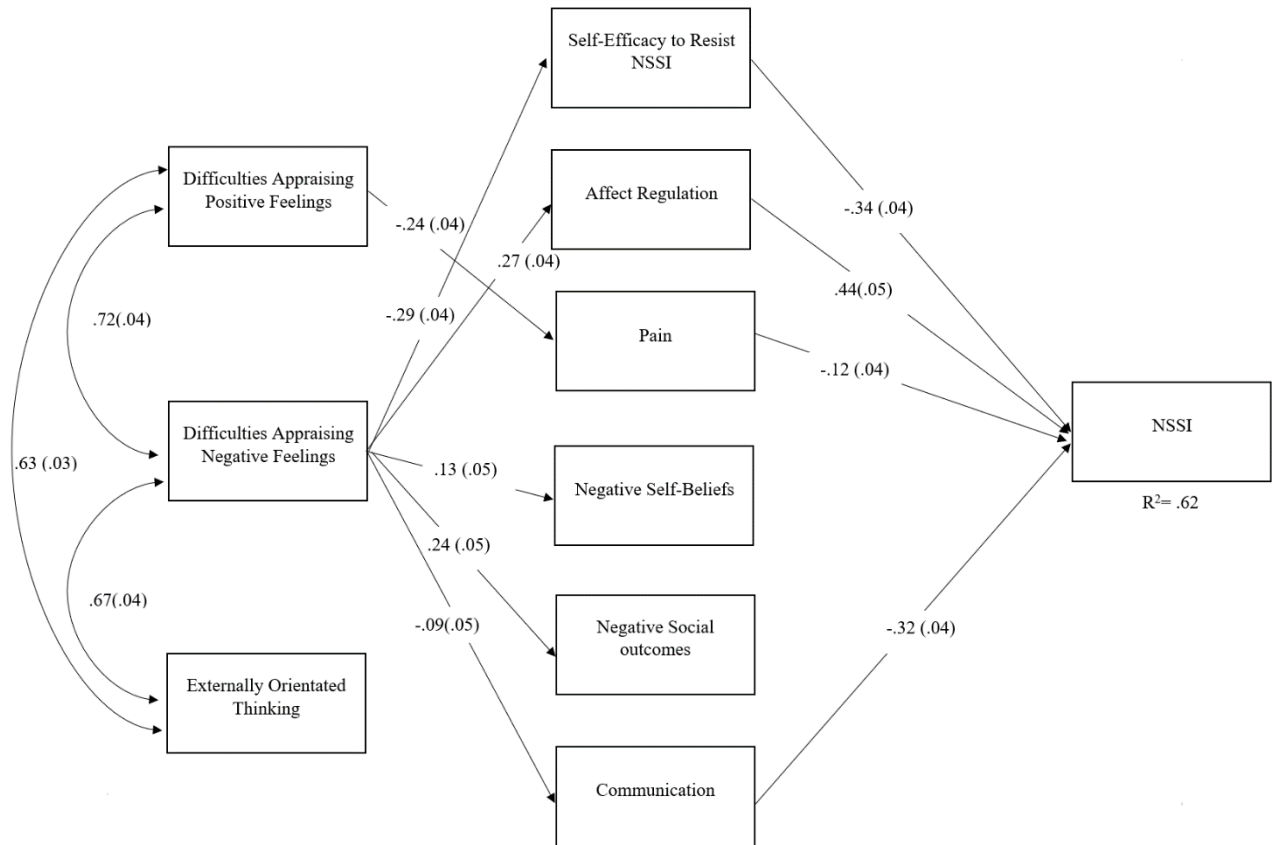 Self-Efficacy to Resist
NSSI
Difficulties Appraising
Positive Feelings
Affect Regulation
-.34 (.04)
-.24 (.04)
.27 (.04)
.44(.05)
-.29 (.04)
.72(.04)
Pain
-.12 (.04)
Difficulties Appraising
Negative Feelings
NSSI
.63 (.03)
.13 (.05)
Negative Self-Beliefs
R²= .62
.24 (.05)
.67(.04)
-.09(.05)
Negative Social
outcomes
-.32 (.04)
Externally Orientated
Thinking
Communication